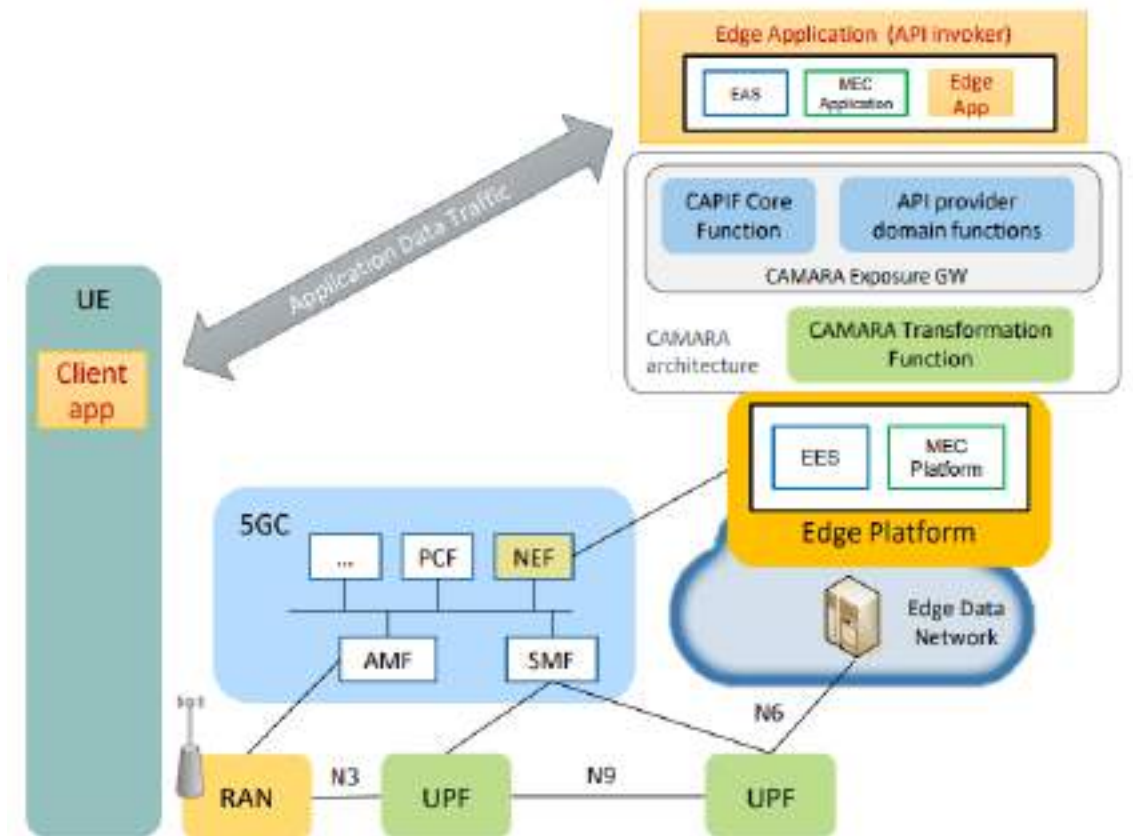 Edge Application (API invoker)
EAS
MEC
Application
Edge
App
CAPIF Core
Function
API provider
domain functions
CAMARA Exposure GW
CAMARA
architecture
CAMARA Transformation
Function
Application Data Traffic
UE
Client
app
EES
MEC
Platform
Edge Platform
5GC
...
PCF
NEF
AMF
SMF
Edge Data
Network
N6
RAN
N3
UPF
N9
UPF